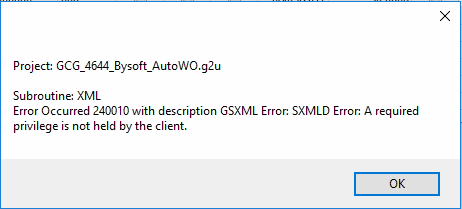 Project: GCG_4644_Bysoft_AutoWO.g2u
Subroutine: XML
Error Occurred 240010 with description GSXML Error: SXMLD Error: A required
privilege is not held by the client.
OK